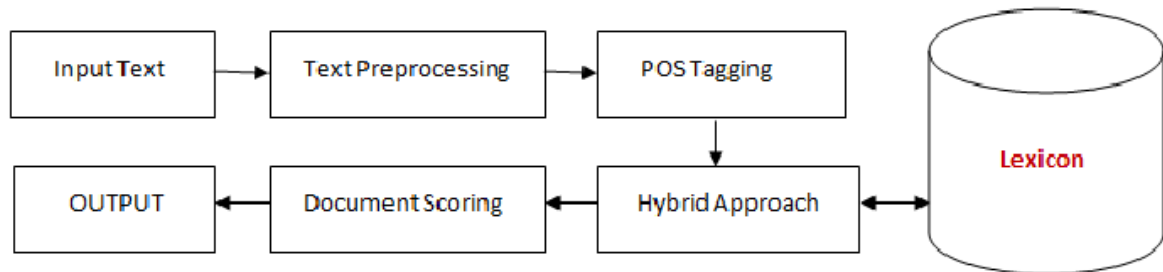 Input Text
Text Preprocessing
POS Tagging
Lexicon
OUTPUT
Document Scoring
Hybrid Approach